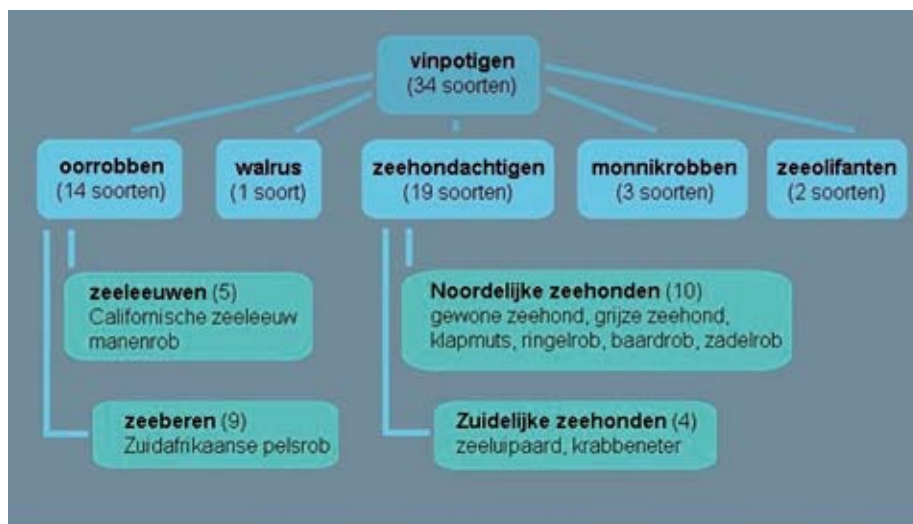 vinpotigen
(34 soorten)
oorrobben
(14 soorten)
walrus
(1 soort)
zeehondachtigen
(19 soorten)
monnikrobben
(3 soorten)
zeeolifanten
(2 soorten)
zeeleeuwen (5)
Californische zeeleeuw
manenrob
Noordelijke zeehonden (10)
gewone zeehond, grijze zeehond,
klapmuts, ringelrob, baardrob, zadelrob
zeeberen (9)
Zuidafrikaanse pelsrob
Zuidelijke zeehonden (4)
zeeluipaard, krabbeneter